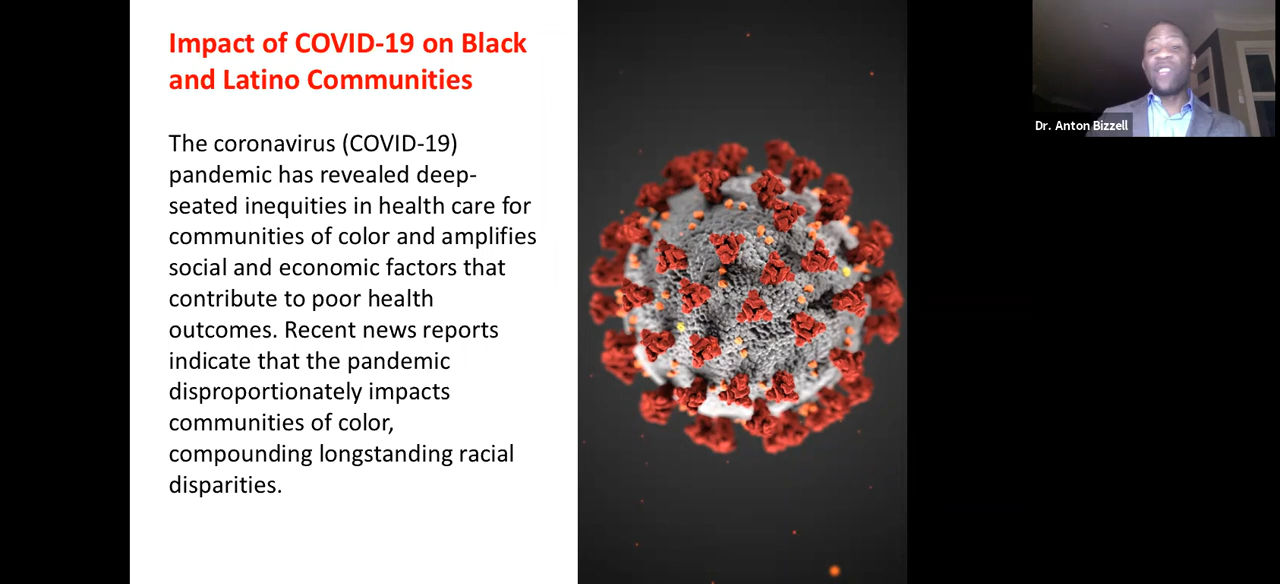 Impact of COVID-19 on Black
and Latino Communities
The coronavirus (COVID-19)
pandemic has revealed deep-
seated inequities in health care for
communities of color and amplifies
social and economic factors that
contribute to poor health
outcomes. Recent news reports
indicate that the pandemic
disproportionately impacts
communities of color,
compounding longstanding racial
disparities.
Dr. Anton Bizzell